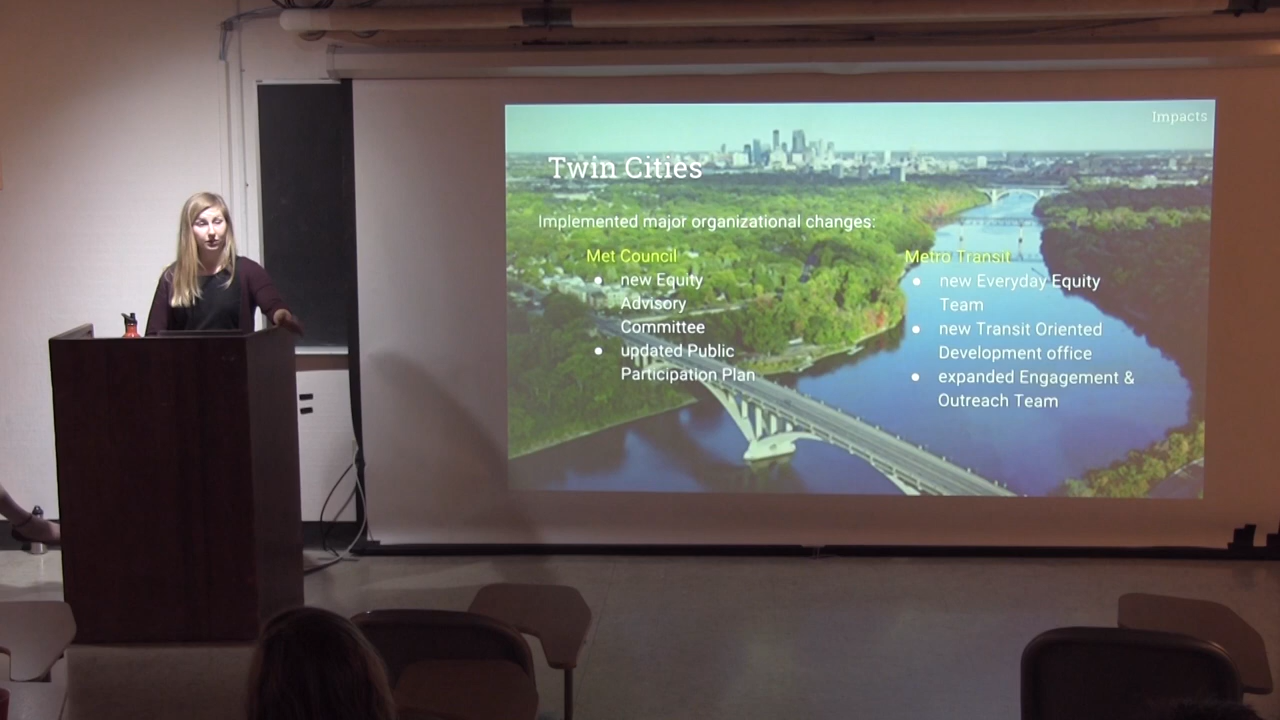 Impacts
Twin Cities
Implemented major organizational changes:
Met Council
● new Equity
Advisory
Committee
● updated Public
Participation Plan
Metro Transit
● new Everyday Equity
Team
● new Transit Oriented
Development office
● expanded Engagement &
Outreach Team